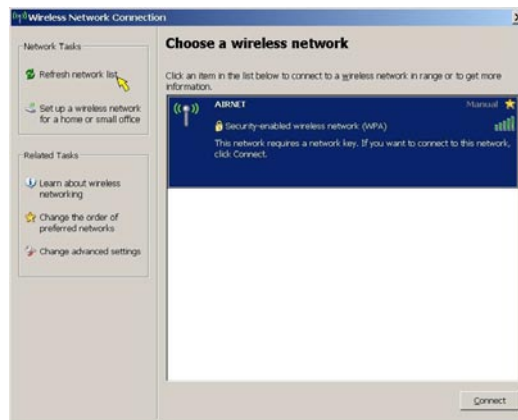 Wireless Network Connection
Network Tasks
Refresh network list
Set up a wireless network
for a home or small office
Related Tasks
Learn about wireless
networking
Change the order of
preferred networks
Change advanced settings
Choose a wireless network
Click an item in the list below to connect to a wireless network in range or to get more
information.
AIRNET
Manual
Security-enabled wireless network (WPA)
This network requires a network key. If you want to connect to this network,
click Connect.
Connect